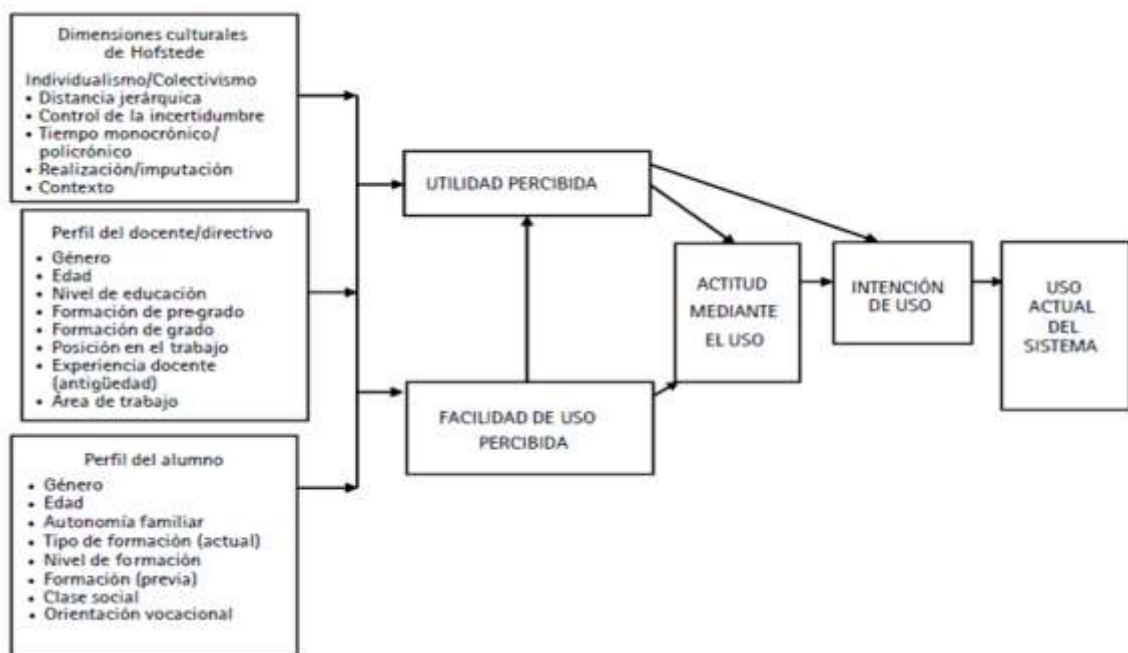 Dimensiones culturales
de Hofstede
Individualismo/Colectivismo
• Distancia jerárquica
• Control de la incertidumbre
• Tiempo monocrónico/
policrónico
• Realización/imputación
• Contexto
Perfil del docente/directivo
• Género
• Edad
• Nivel de educación
• Formación de pre-grado
• Formación de grado
• Posición en el trabajo
• Experiencia docente
(antigüedad)
• Área de trabajo
Perfil del alumno
• Género
• Edad
• Autonomía familiar
• Tipo de formación (actual)
• Nivel de formación
• Formación (previa)
• Clase social
• Orientación vocacional
UTILIDAD PERCIBIDA
FACILIDAD DE USO
PERCIBIDA
ACTITUD
MEDIANTE
EL USO
INTENCIÓN
DE USO
USO
ACTUAL
DEL
SISTEMA